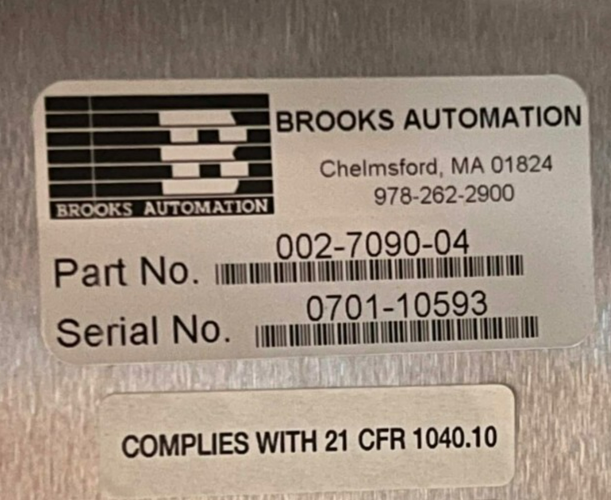 BROOKS AUTOMATION
BROOKS AUTOMATION
Chelmsford, MA 01824
978-262-2900
002-7090-04
Part No.
0701-10593
Serial No.
COMPLIES WITH 21 CFR 1040.10